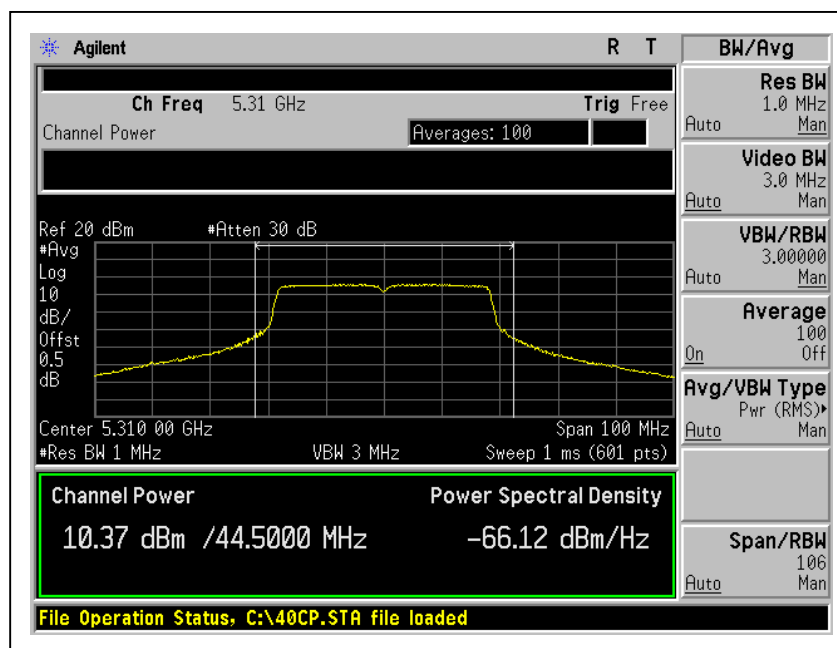 Agilent R T
Ch Freq 5.31 GHz Trig Free
Channel Power Averages: 100
Ref 20 dBm #Atten 30 dB
#Avg
Log
10
dB/
Offst
0.5
dB
Center 5.310 00 GHz Span 100 MHz
#Res BW 1 MHz VBW 3 MHz Sweep 1 ms (601 pts)
Channel Power Power Spectral Density
10.37 dBm /44.5000 MHz -66.12 dBm/Hz
File Operation Status, C:\40CP.STA file loaded
BW/Avg
Res BW
1.0 MHz
Auto Man
Video BW
3.0 MHz
Auto Man
VBW/RBW
3.00000
Auto Man
Average
100
On Off
Avg/VBW Type
Pwr (RMS)▸
Auto Man
Span/RBW
106
Auto Man